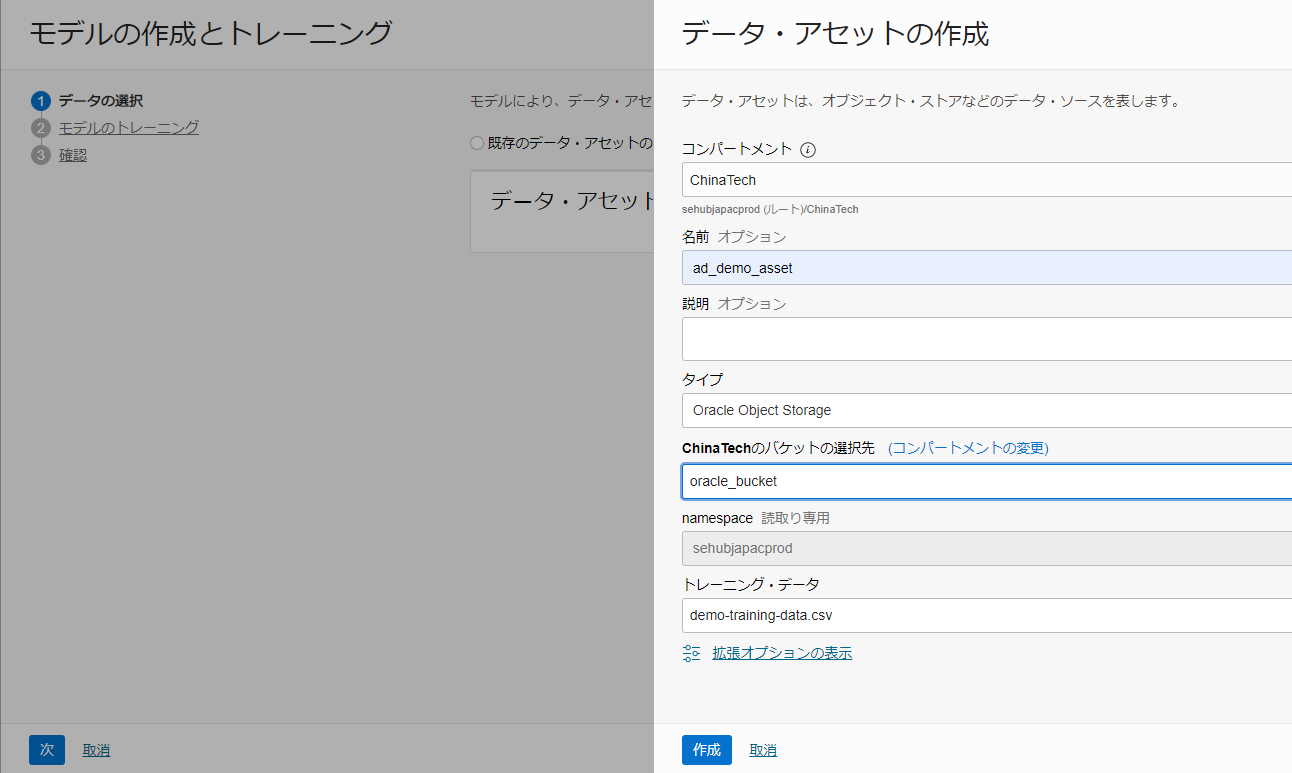 モデルの作成とトレーニング
1 データの選択
2 モデルのトレーニング
3 確認
モデルにより、データ・アセ
既存のデータ・アセットの
データ・アセット
次 取消
データ・アセットの作成
データ・アセットは、オブジェクト・ストアなどのデータ・ソースを表します。
コンパートメント i
ChinaTech
sehubjapacprod (ルート)/ChinaTech
名前 オプション
ad_demo_asset
説明 オプション
タイプ
Oracle Object Storage
ChinaTechのバケットの選択先 (コンパートメントの変更)
oracle_bucket
namespace 読取り専用
sehubjapacprod
トレーニング・データ
demo-training-data.csv
拡張オプションの表示
作成 取消